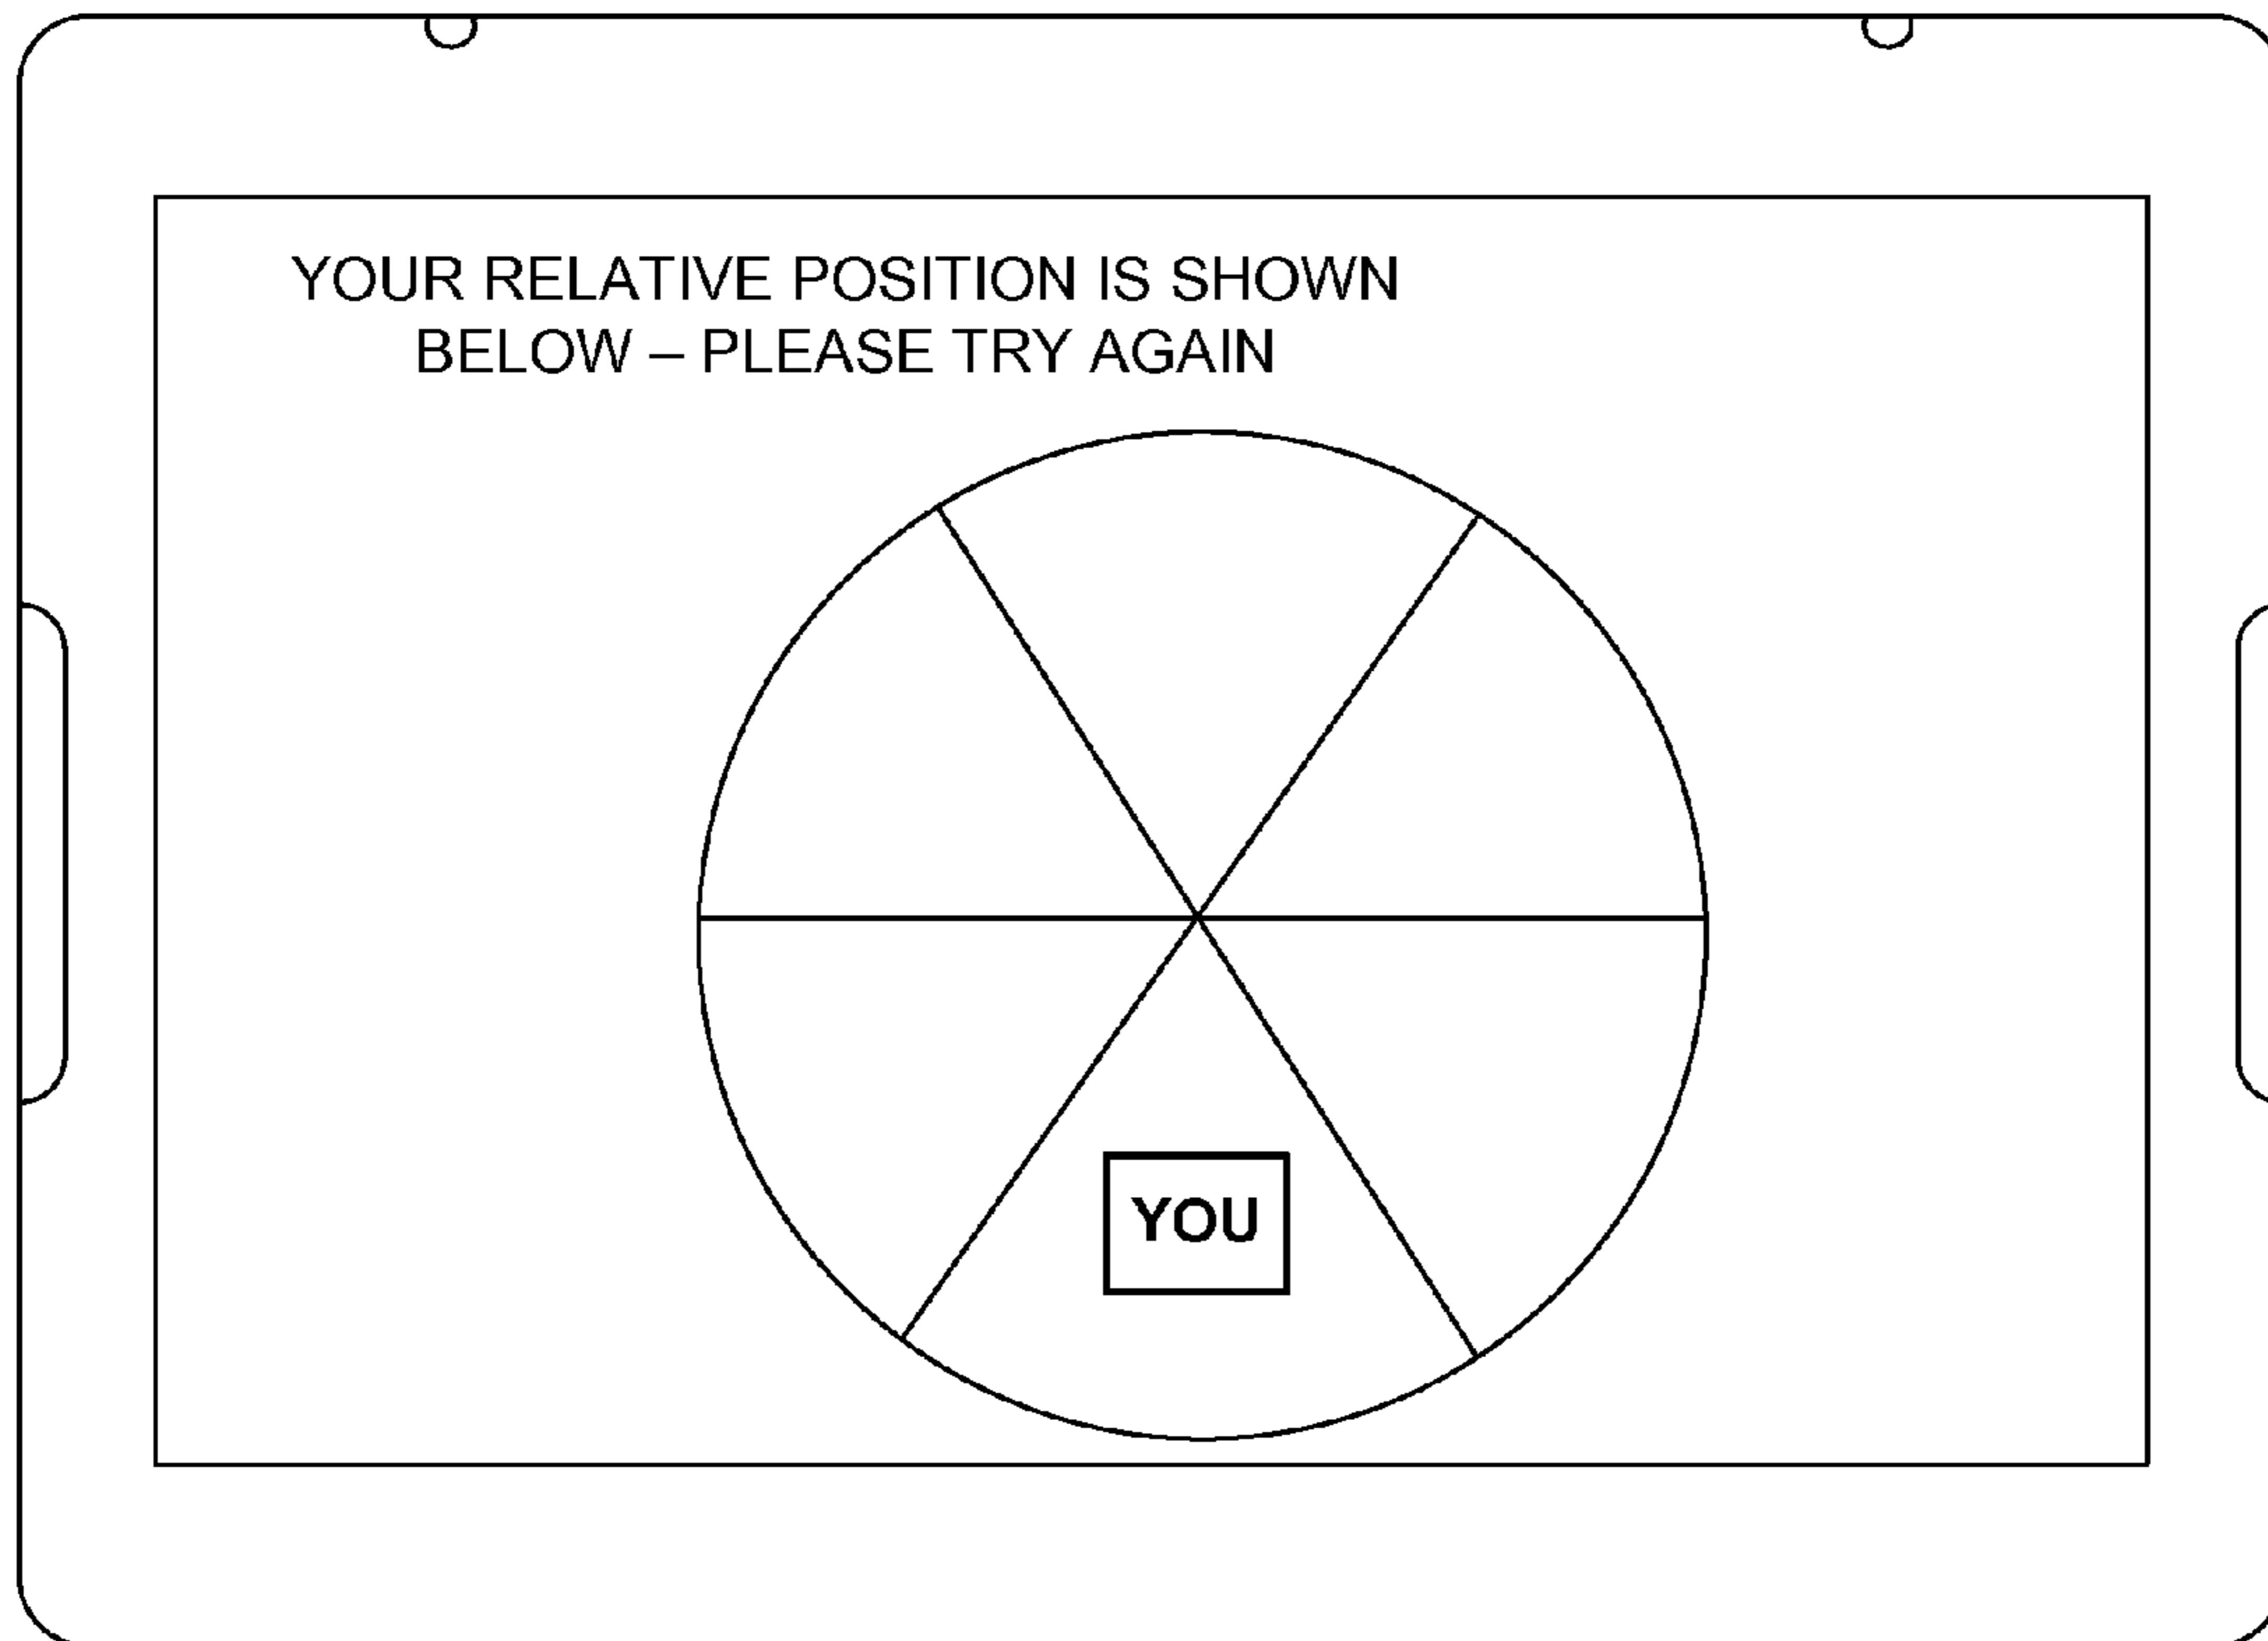 YOUR RELATIVE POSITION IS SHOWN
BELOW – PLEASE TRY AGAIN
YOU